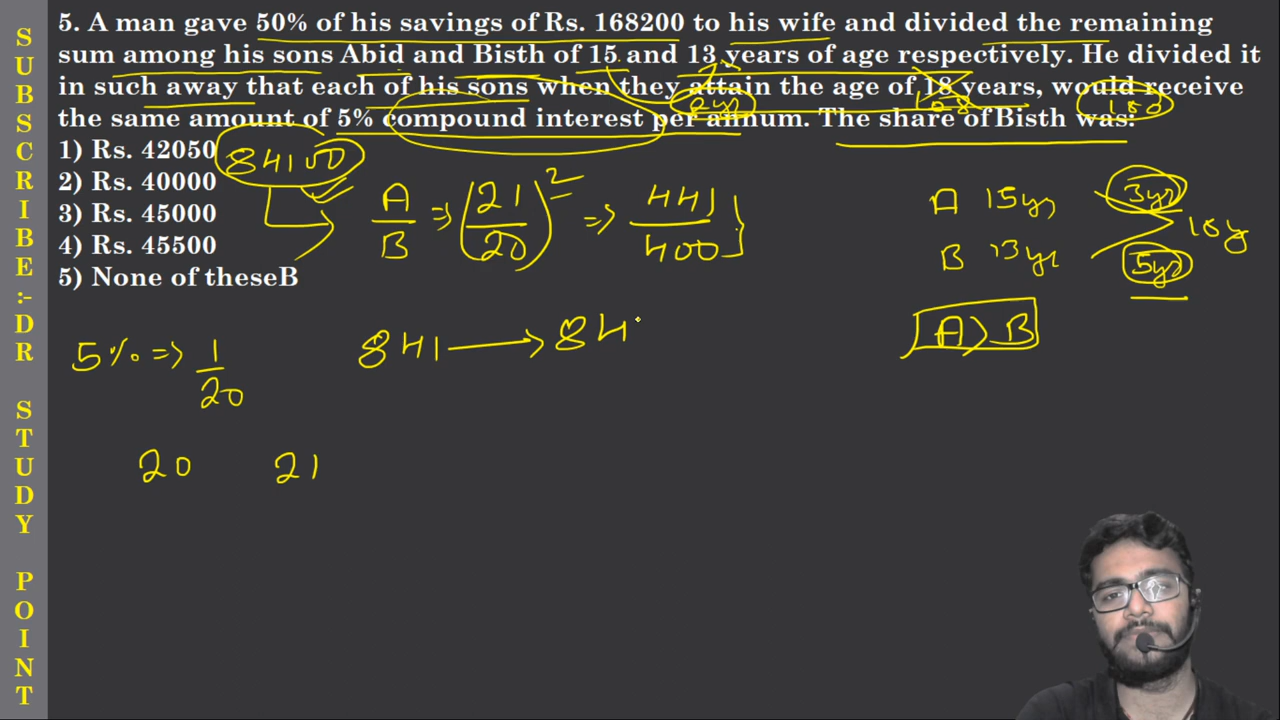 SUBSCRIBE :- DR STUDY POINT
5. A man gave 50% of his savings of Rs. 168200 to his wife and divided the remaining
sum among his sons Abid and Bisth of 15 and 13 years of age respectively. He divided it
in such away that each of his sons when they attain the age of 18 years, would receive
the same amount of 5% compound interest per annum. The share of Bisth was:
1) Rs. 42050
2) Rs. 40000
3) Rs. 45000
4) Rs. 45500
5) None of theseB
84100
A/B => (21/20)^2 => 441/400 }
A 15yr 3yr
B 13yr 5yr
18y
A > B
2yr
5% => 1/20
841 → 84
20 21